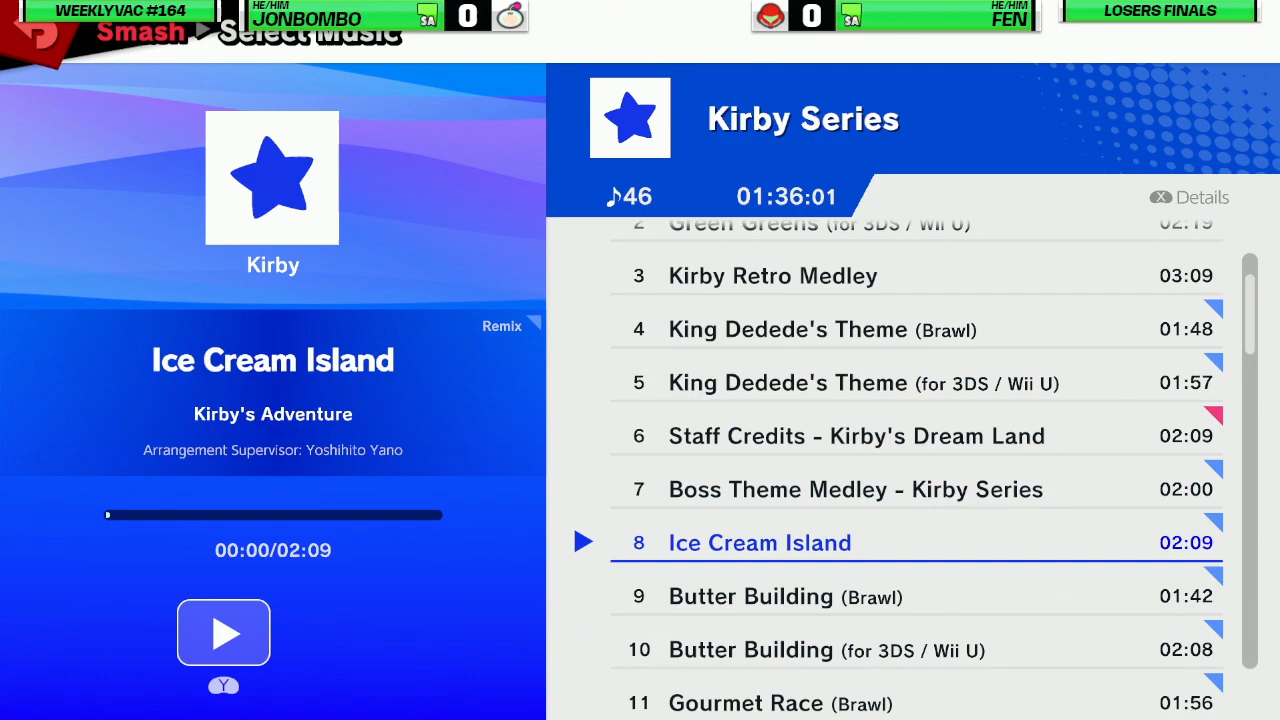 WEEKLYVAC #164
HE/HIM
JONBOMBO
SA
0
0
SA
HE/HIM
FEN
LOSERS FINALS
Smash
Select Music
Kirby
Remix
Ice Cream Island
Kirby's Adventure
Arrangement Supervisor: Yoshihito Yano
00:00/02:09
Y
Kirby Series
♪46
01:36:01
X Details
2 Green Greens (for 3DS / Wii U) 02:19
3 Kirby Retro Medley 03:09
4 King Dedede's Theme (Brawl) 01:48
5 King Dedede's Theme (for 3DS / Wii U) 01:57
6 Staff Credits - Kirby's Dream Land 02:09
7 Boss Theme Medley - Kirby Series 02:00
8 Ice Cream Island 02:09
9 Butter Building (Brawl) 01:42
10 Butter Building (for 3DS / Wii U) 02:08
11 Gourmet Race (Brawl) 01:56